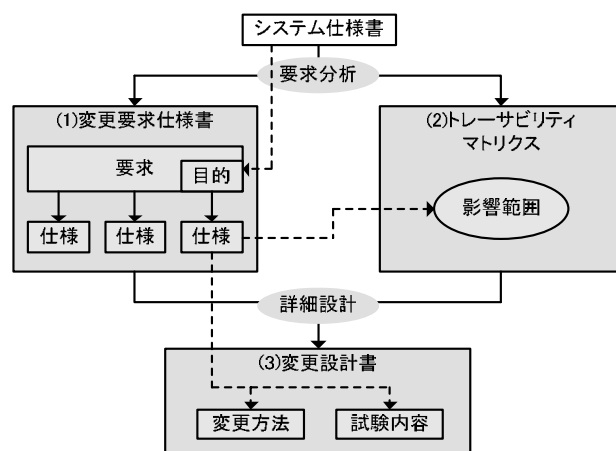 システム仕様書
要求分析
(1)変更要求仕様書
要求
目的
仕様
仕様
仕様
(2)トレーサビリティ
マトリクス
影響範囲
詳細設計
(3)変更設計書
変更方法
試験内容